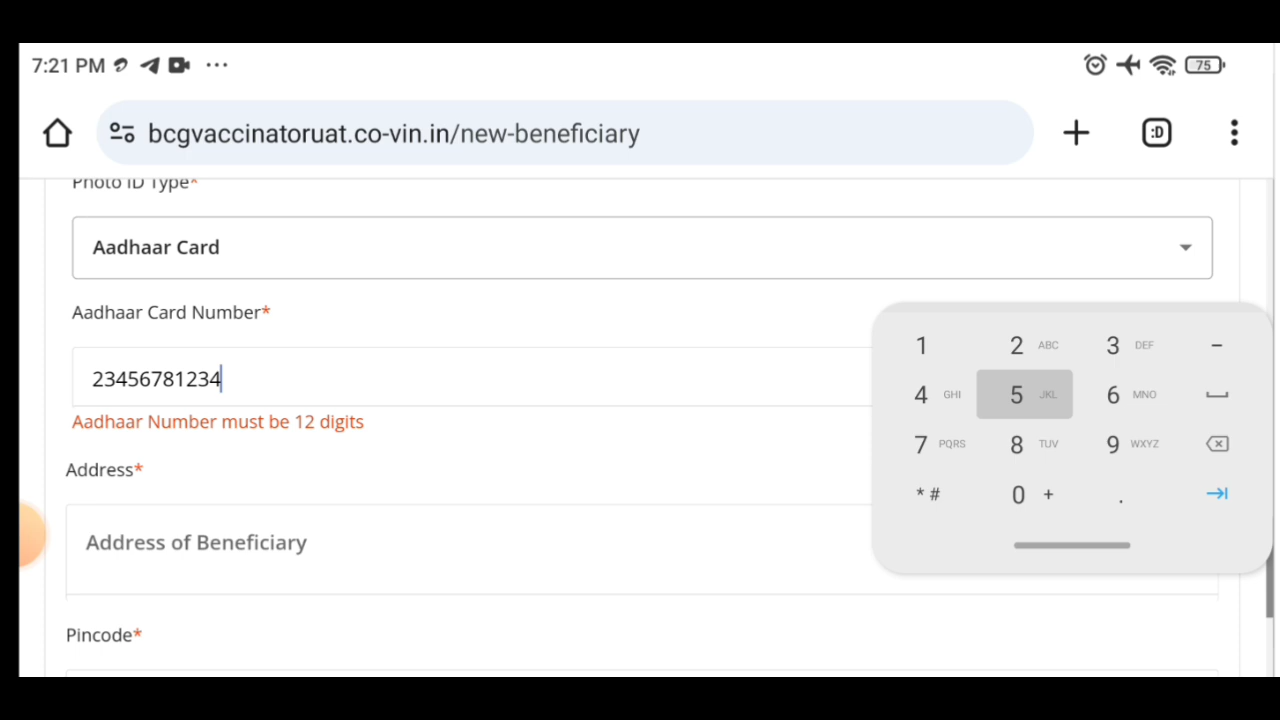 7:21 PM ... 75
bcgvaccinatoruat.co-vin.in/new-beneficiary :D
Photo ID Type*
Aadhaar Card
Aadhaar Card Number*
23456781234
Aadhaar Number must be 12 digits
Address*
Address of Beneficiary
Pincode*
1 2 ABC 3 DEF -
4 GHI 5 JKL 6 MNO
7 PQRS 8 TUV 9 WXYZ
* # 0 + .